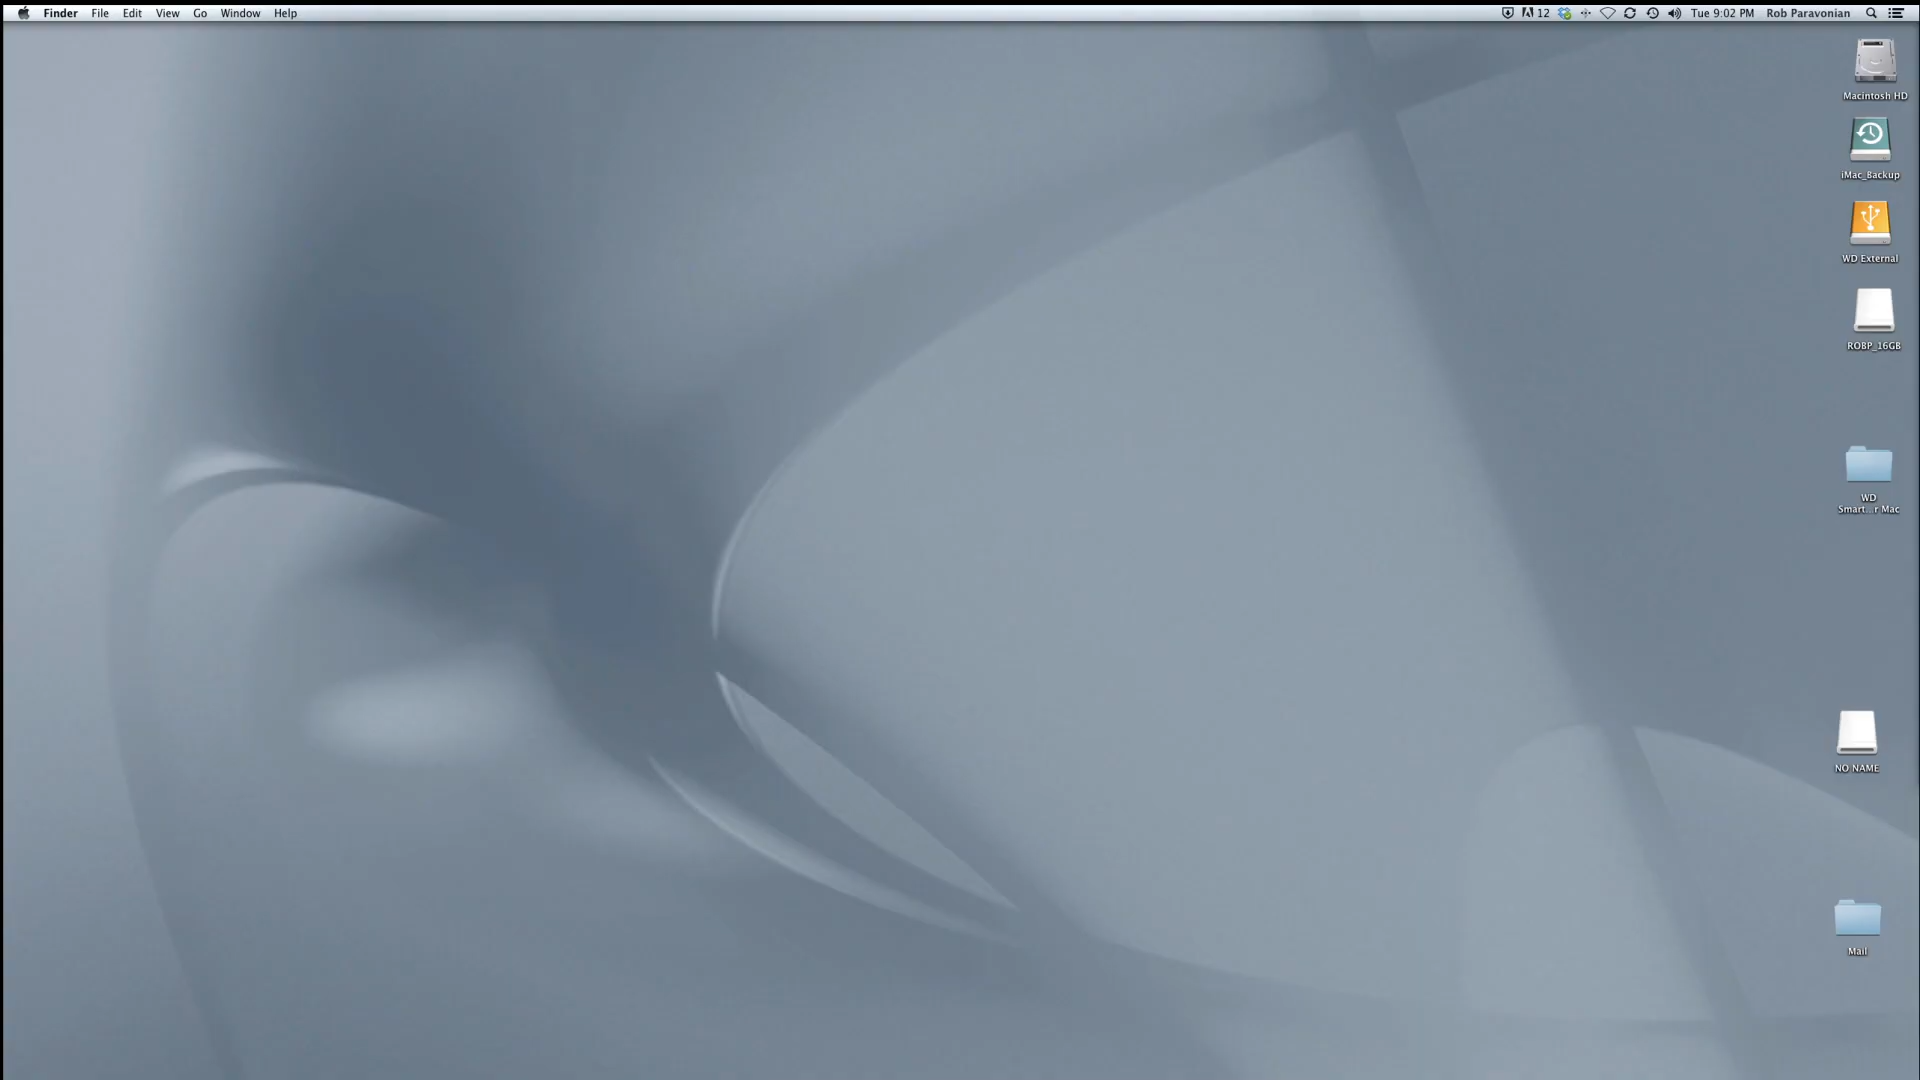 Finder File Edit View Go Window Help 12 Tue 9:02 PM Rob Paravonian
Macintosh HD
iMac_Backup
WD External
ROBP_16GB
WD
Smart...r Mac
NO NAME
Mail